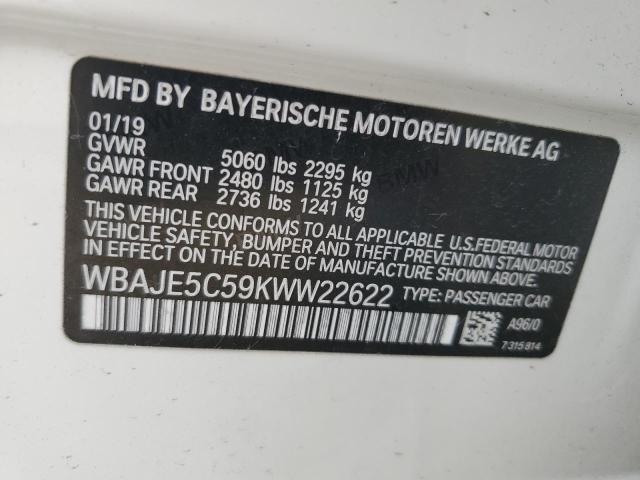 MFD BY BAYERISCHE MOTOREN WERKE AG
01/19
GVWR 5060 lbs 2295 kg
GAWR FRONT 2480 lbs 1125 kg
GAWR REAR 2736 lbs 1241 kg
THIS VEHICLE CONFORMS TO ALL APPLICABLE U.S.FEDERAL MOTOR
VEHICLE SAFETY, BUMPER AND THEFT PREVENTION STANDARDS
IN EFFECT ON THE DATE OF MANUFACTURE SHOWN ABOVE.
WBAJE5C59KWW22622 TYPE: PASSENGER CAR
A96/0
7315814
BMW